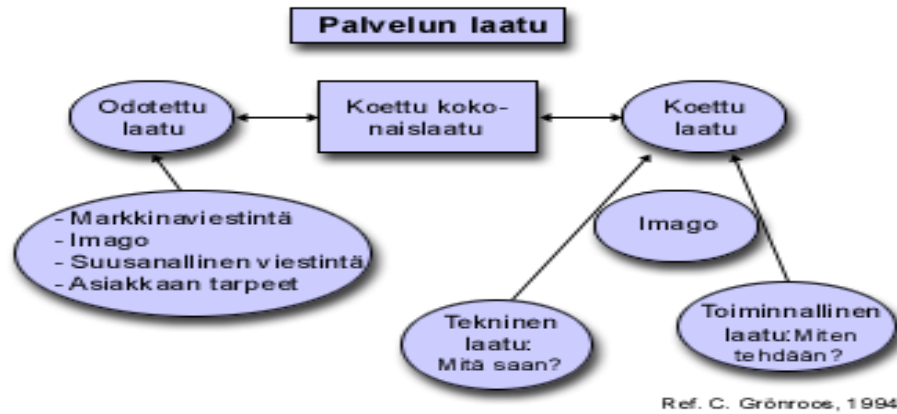 Palvelun laatu
Odotettu
laatu
Koettu koko-
naislaatu
Koettu
laatu
- Markkinaviestintä
- Imago
- Suusanallinen viestintä
- Asiakkaan tarpeet
Imago
Tekninen
laatu:
Mitä saan?
Toiminnallinen
laatu: Miten
tehdään?
Ref. C. Grönroos, 1994